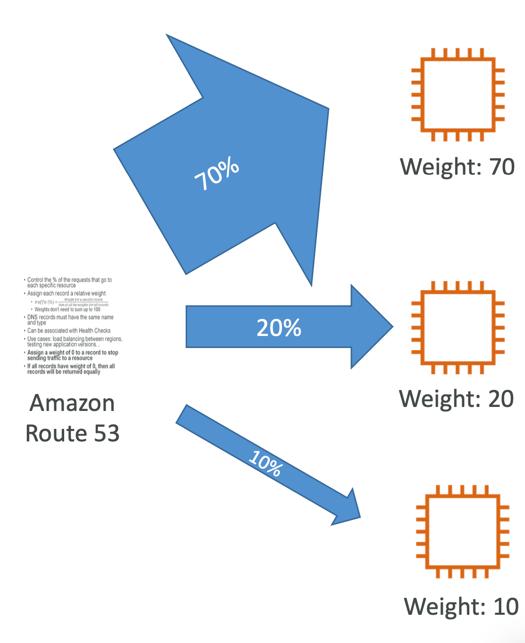 70%
Weight: 70
• Control the % of the requests that go to
each specific resource
• Assign each record a relative weight
• Weights don't need to sum up to 100
• DNS records must have the same name
and type
• Can be associated with Health Checks
• Use cases: load balancing between regions,
testing new application versions...
• Assign a weight of 0 to a record to stop
sending traffic to a resource
• If all records have weight of 0, then all
records will be returned equally
20%
Weight: 20
Amazon
Route 53
10%
Weight: 10